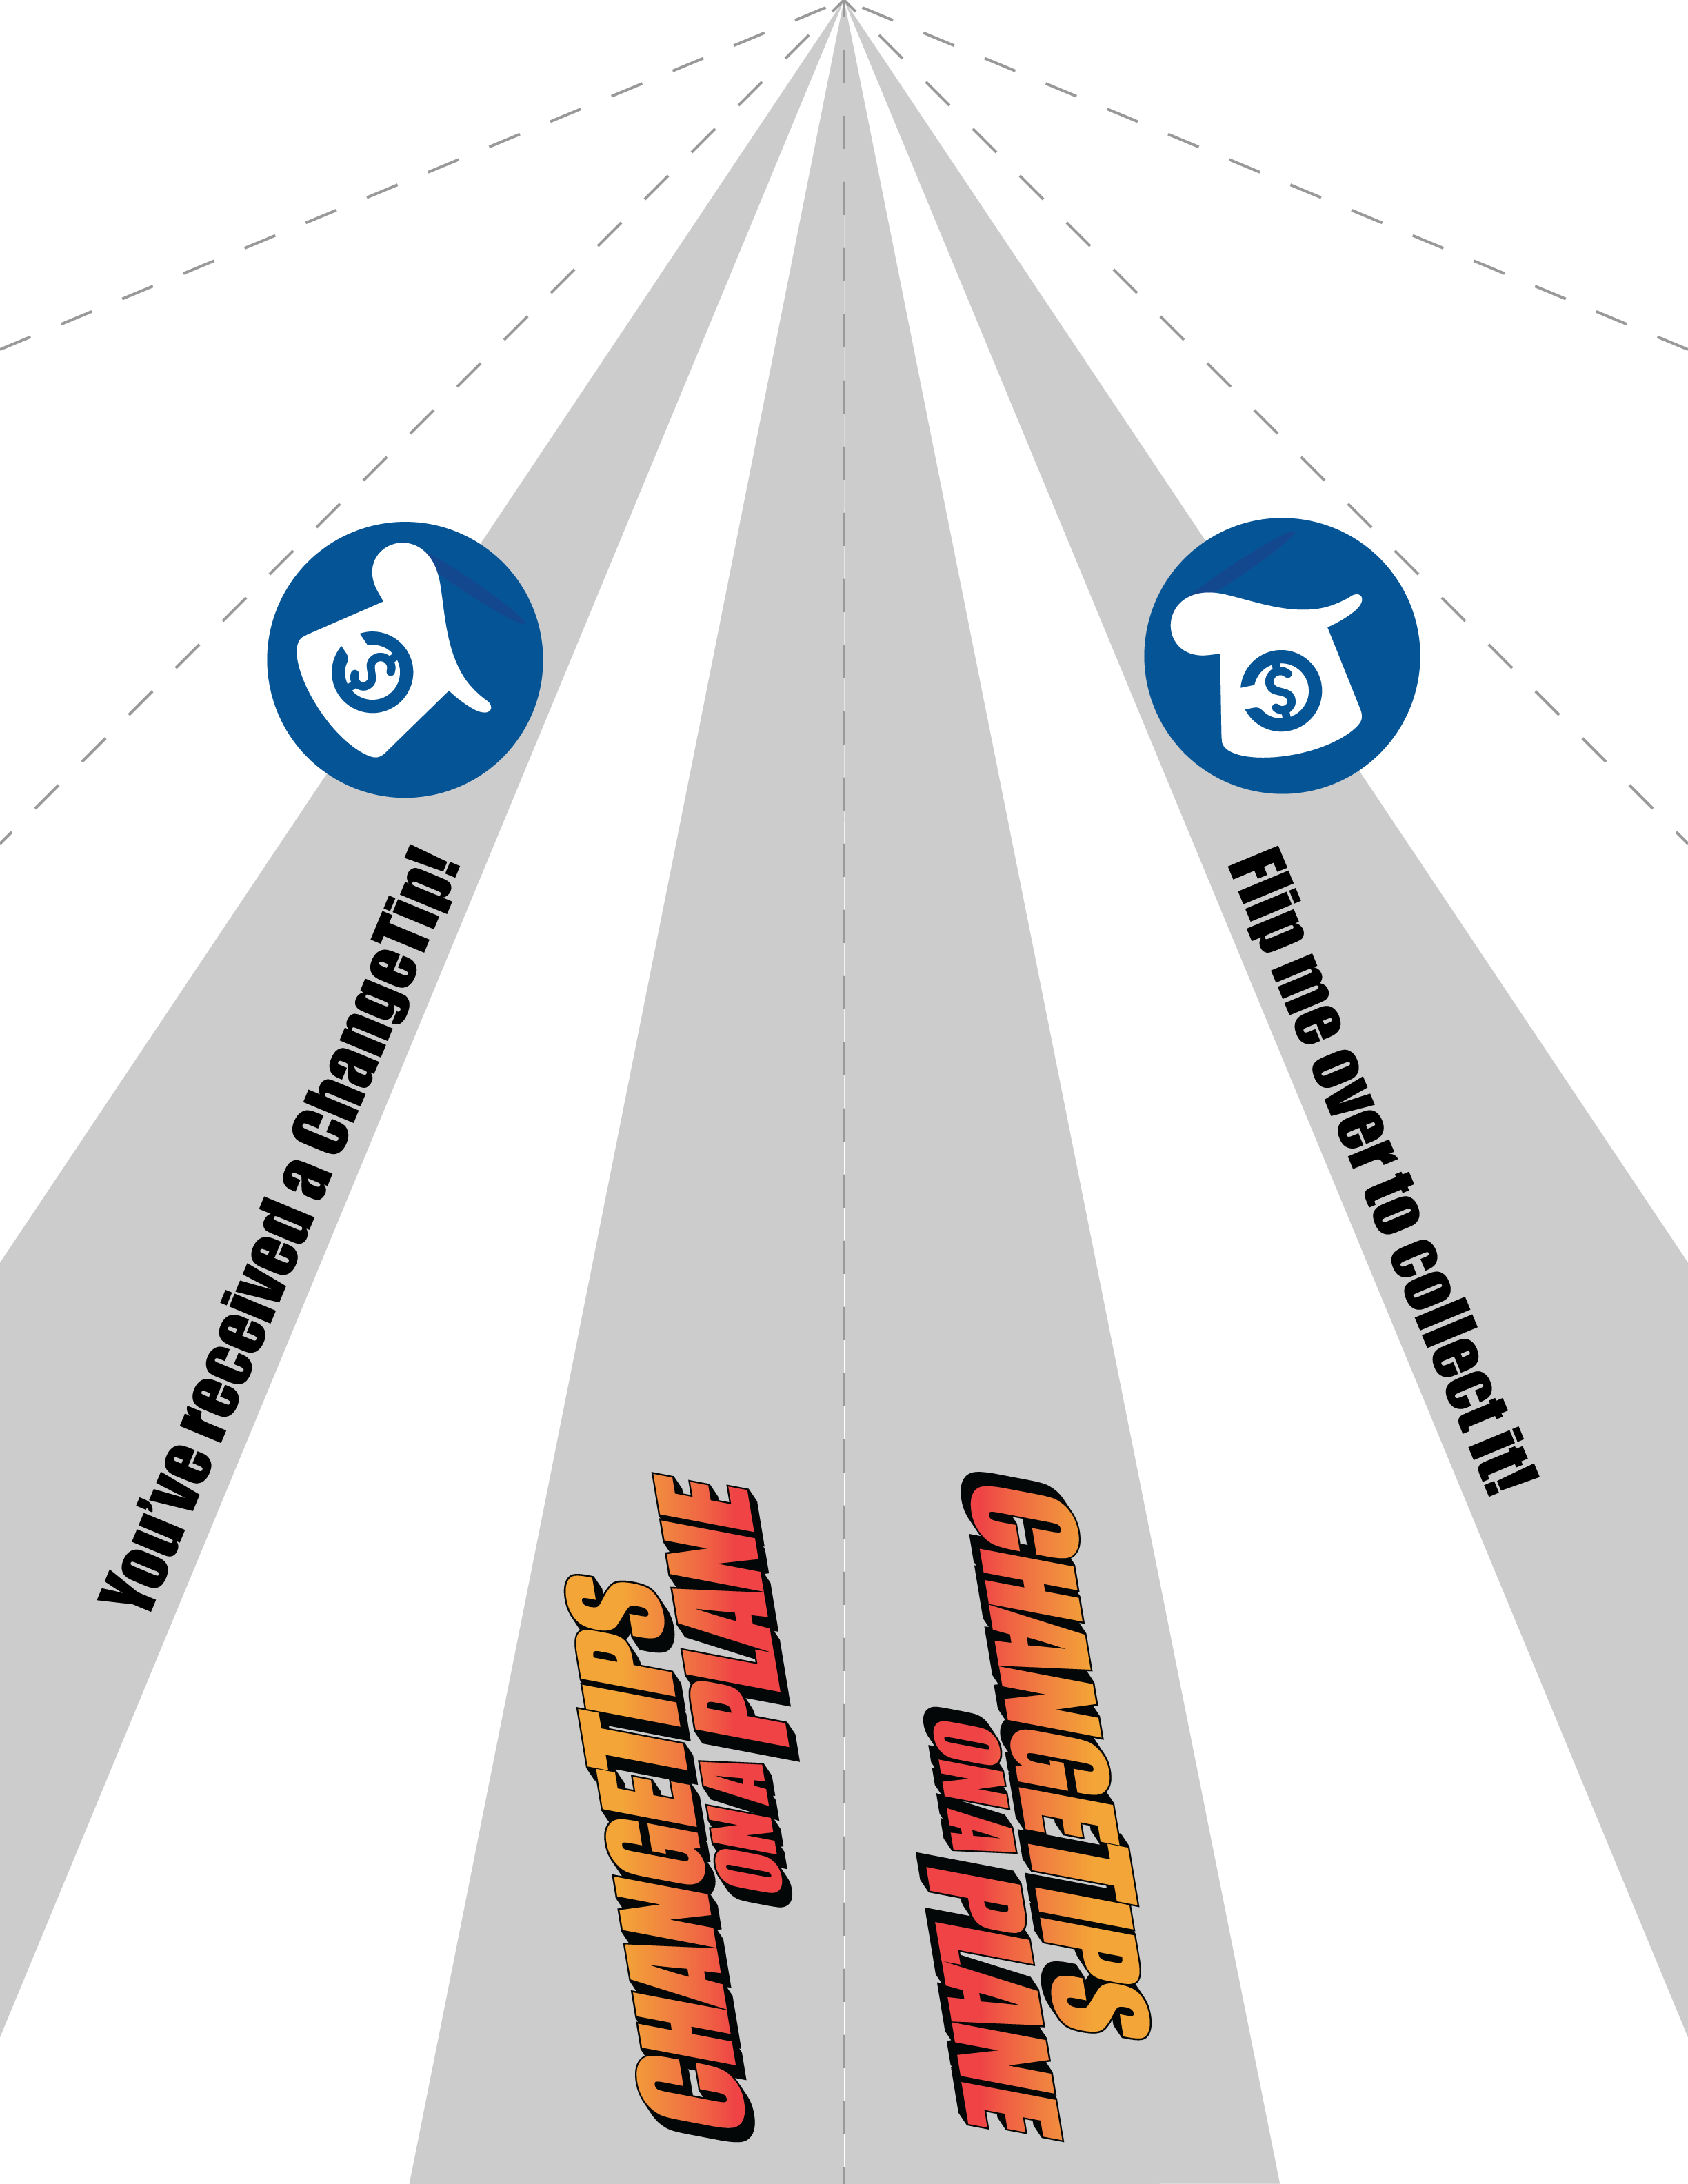 You've received a ChangeTip!
Flip me over to collect it!
CHANGETIPS
ON A PLANE
CHANGETIPS
ON A PLANE
$
$